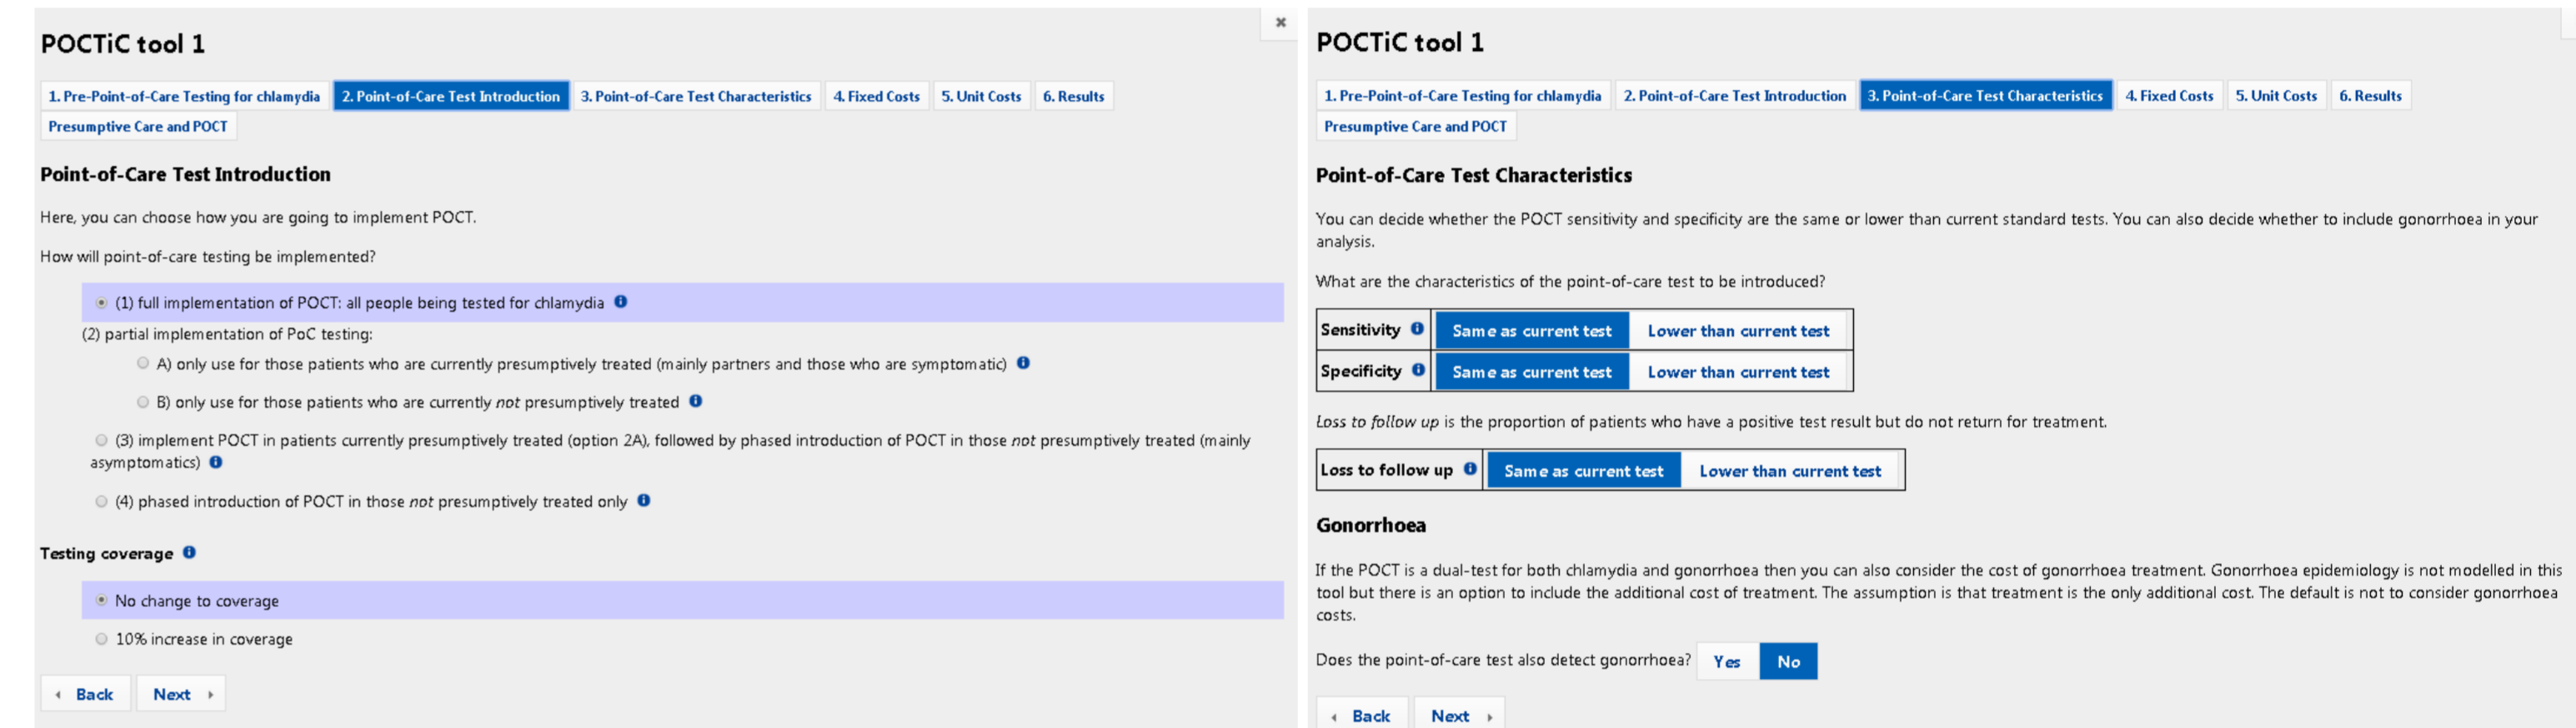 POCTiC tool 1
1. Pre-Point-of-Care Testing for chlamydia 2. Point-of-Care Test Introduction 3. Point-of-Care Test Characteristics 4. Fixed Costs 5. Unit Costs 6. Results
Presumptive Care and POCT
Point-of-Care Test Introduction
Here, you can choose how you are going to implement POCT.
How will point-of-care testing be implemented?
(1) full implementation of POCT: all people being tested for chlamydia
(2) partial implementation of PoC testing:
A) only use for those patients who are currently presumptively treated (mainly partners and those who are symptomatic)
B) only use for those patients who are currently not presumptively treated
(3) implement POCT in patients currently presumptively treated (option 2A), followed by phased introduction of POCT in those not presumptively treated (mainly
asymptomatics)
(4) phased introduction of POCT in those not presumptively treated only
Testing coverage
No change to coverage
10% increase in coverage
Back Next
POCTiC tool 1
1. Pre-Point-of-Care Testing for chlamydia 2. Point-of-Care Test Introduction 3. Point-of-Care Test Characteristics 4. Fixed Costs 5. Unit Costs 6. Results
Presumptive Care and POCT
Point-of-Care Test Characteristics
You can decide whether the POCT sensitivity and specificity are the same or lower than current standard tests. You can also decide whether to include gonorrhoea in your
analysis.
What are the characteristics of the point-of-care test to be introduced?
Sensitivity Same as current test Lower than current test
Specificity Same as current test Lower than current test
Loss to follow up is the proportion of patients who have a positive test result but do not return for treatment.
Loss to follow up Same as current test Lower than current test
Gonorrhoea
If the POCT is a dual-test for both chlamydia and gonorrhoea then you can also consider the cost of gonorrhoea treatment. Gonorrhoea epidemiology is not modelled in this
tool but there is an option to include the additional cost of treatment. The assumption is that treatment is the only additional cost. The default is not to consider gonorrhoea
costs.
Does the point-of-care test also detect gonorrhoea? Yes No
Back Next